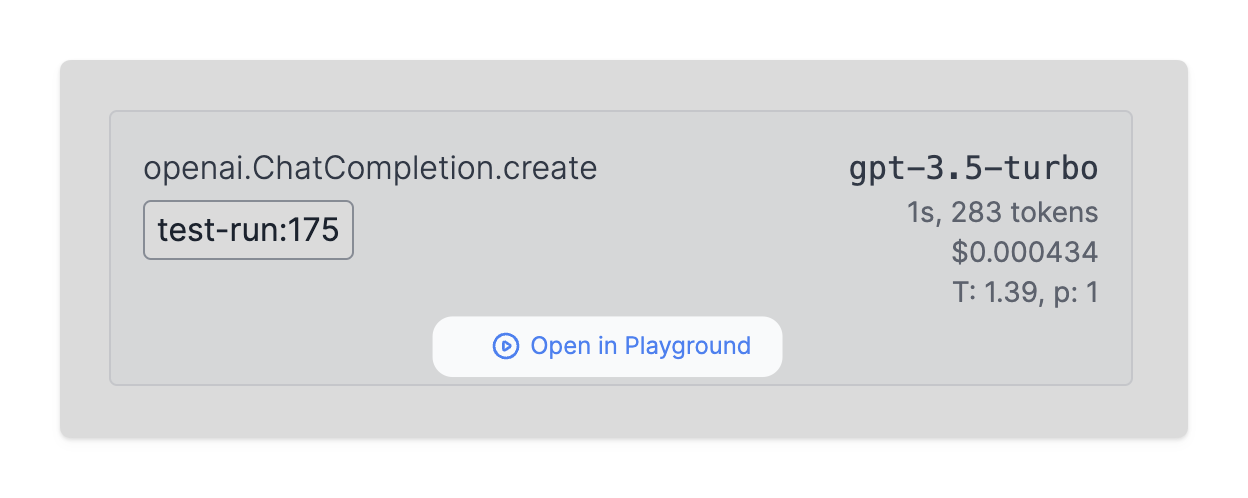 openai.ChatCompletion.create
gpt-3.5-turbo
test-run:175
1s, 283 tokens
$0.000434
T: 1.39, p: 1
Open in Playground